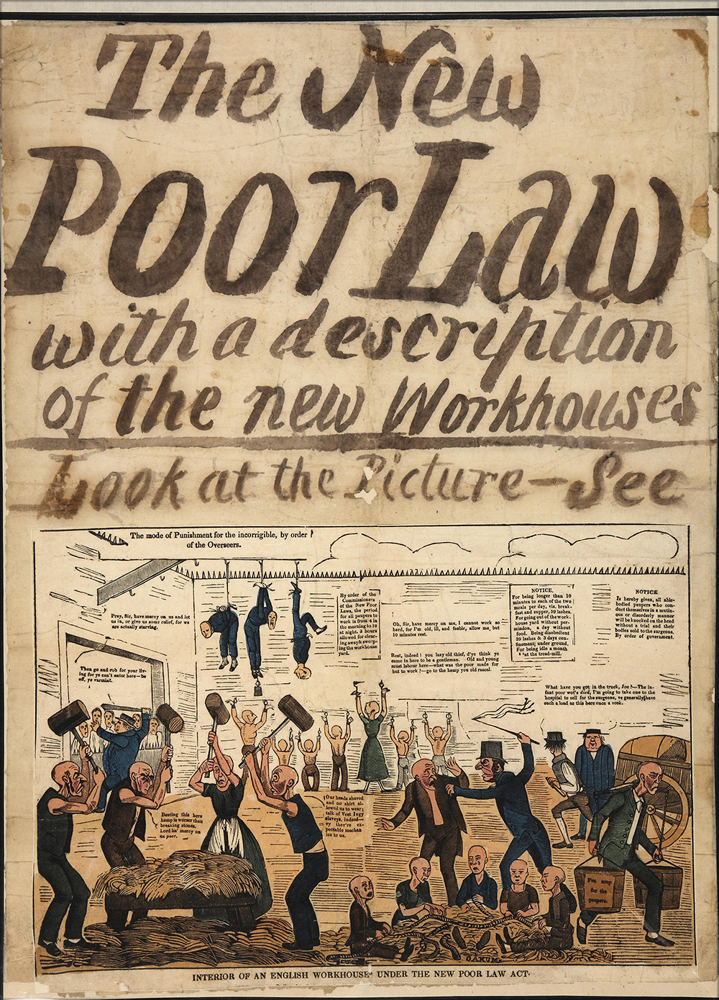 The New
Poor Law
with a description
of the new Workhouses
Look at the Picture — See
The mode of Punishment for the incorrigible, by order
of the Overseers.
Pray, Sir, have mercy on us and let
us in, or give us some relief, for we
are actually starving.
Then go and rob for your liv-
ing for ye can't enter here—be
off, ye varmint.
By order of the
Commissioners
of the New Poor
Laws, the period
for all paupers to
work is from 4 in
the morning to 10
at night. 2 hours
allowed for clear-
ing away & sweep-
ing the workhouse
yard.
Oh, Sir, have mercy on me, I cannot work so
hard, for I'm old, ill, and feeble, allow me, but
10 minutes rest.
Rest, indeed! you lazy old thief, d'ye think ye
came in here to be a gentleman. Old and young
must labour here—what was the poor made for
but to work?—go to the hemp you old rascal.
NOTICE.
For being longer than 10
minutes to each of the two
meals per day, viz. break-
fast and supper, 39 lashes.
For going out of the work-
house yard without per-
mission, a day without
food. Being disobedient
39 lashes & 3 days con-
finement; under ground.
For being idle a month
at the tread-mill.
NOTICE
Is hereby given, all able-
bodied paupers who con-
duct themselves in a mutin-
ous or disorderly manner
will be knocked on the head
without a trial and their
bodies sold to the surgeons,
By order of government.
What have you got in the truck, Joe?—The in-
fant poor wot's died, I'm going to take one to the
hospital to sell for the surgeons, ve generally have
such a load as this here once a veek.
Beating this here
hemp is worser than
breaking stones,
Lord ha' mercy on
us poor.
Our heads shaved
and no shirt al-
lowed us to wear;
talk of Vest Ingy
slaveys, indeed—
vy they're ex-
pectable mechan
ics to us.
Pea soup
for the
paupers.
OAKUM
INTERIOR OF AN ENGLISH WORKHOUSE UNDER THE NEW POOR LAW ACT.